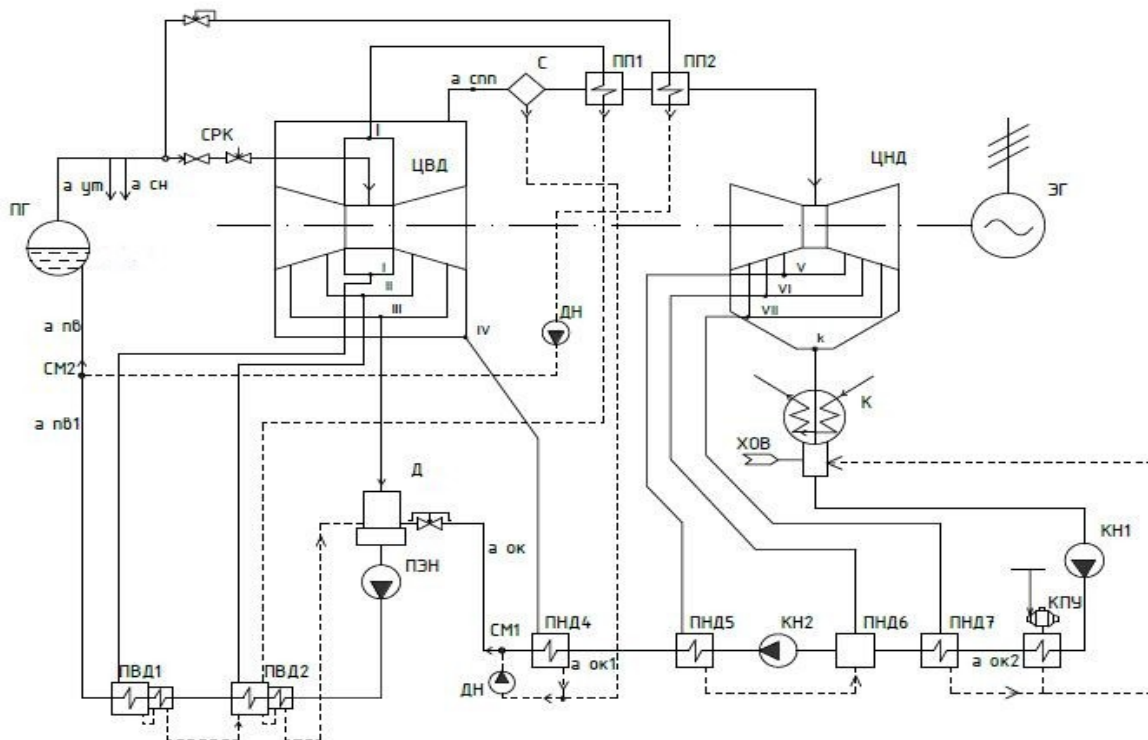 С
ПП1
ПП2
а спп
I
СРК
ЦВД
ЦНД
ЭГ
а ут
а сн
ПГ
I
II
III
IV
V
VI
VII
k
ДН
а пв
СМ2
К
а пв1
ХОВ
Д
а ок
КН1
ПЭН
КПУ
СМ1
ПНД4
ПНД5
КН2
ПНД6
ПНД7
а ок1
а ок2
ПВД1
ПВД2
ДН